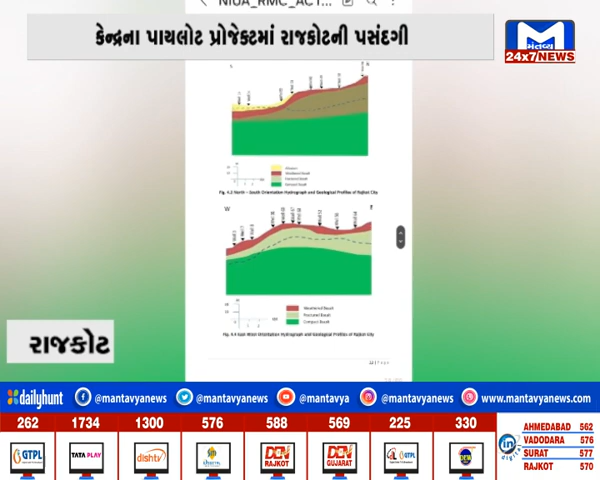 NIUA_RMC_ACT...
કેન્દ્રના પાયલોટ પ્રોજેક્ટમાં રાજકોટની પસંદગી
મંતવ્ય
24x7NEWS
Weathered Basalt
Fractured Basalt
Compact Basalt
Fig. 4.3 North – South Orientation Hydrograph and Geological Profiles of Rajkot City
W
Weathered Basalt
Fractured Basalt
Compact Basalt
Fig. 4.4 East-West Orientation Hydrograph and Geological Profiles of Rajkot City
રાજકોટ
dailyhunt @mantavyanews @mantavyanews @mantavya @mantavyanews www.mantavyanews.com
262 1734 1300 576 588 569 225 330
GTPL TATA PLAY dishtv DEN RAJKOT DEN GUJARAT GTPL
in digital
AHMEDABAD 562
VADODARA 576
SURAT 577
RAJKOT 570